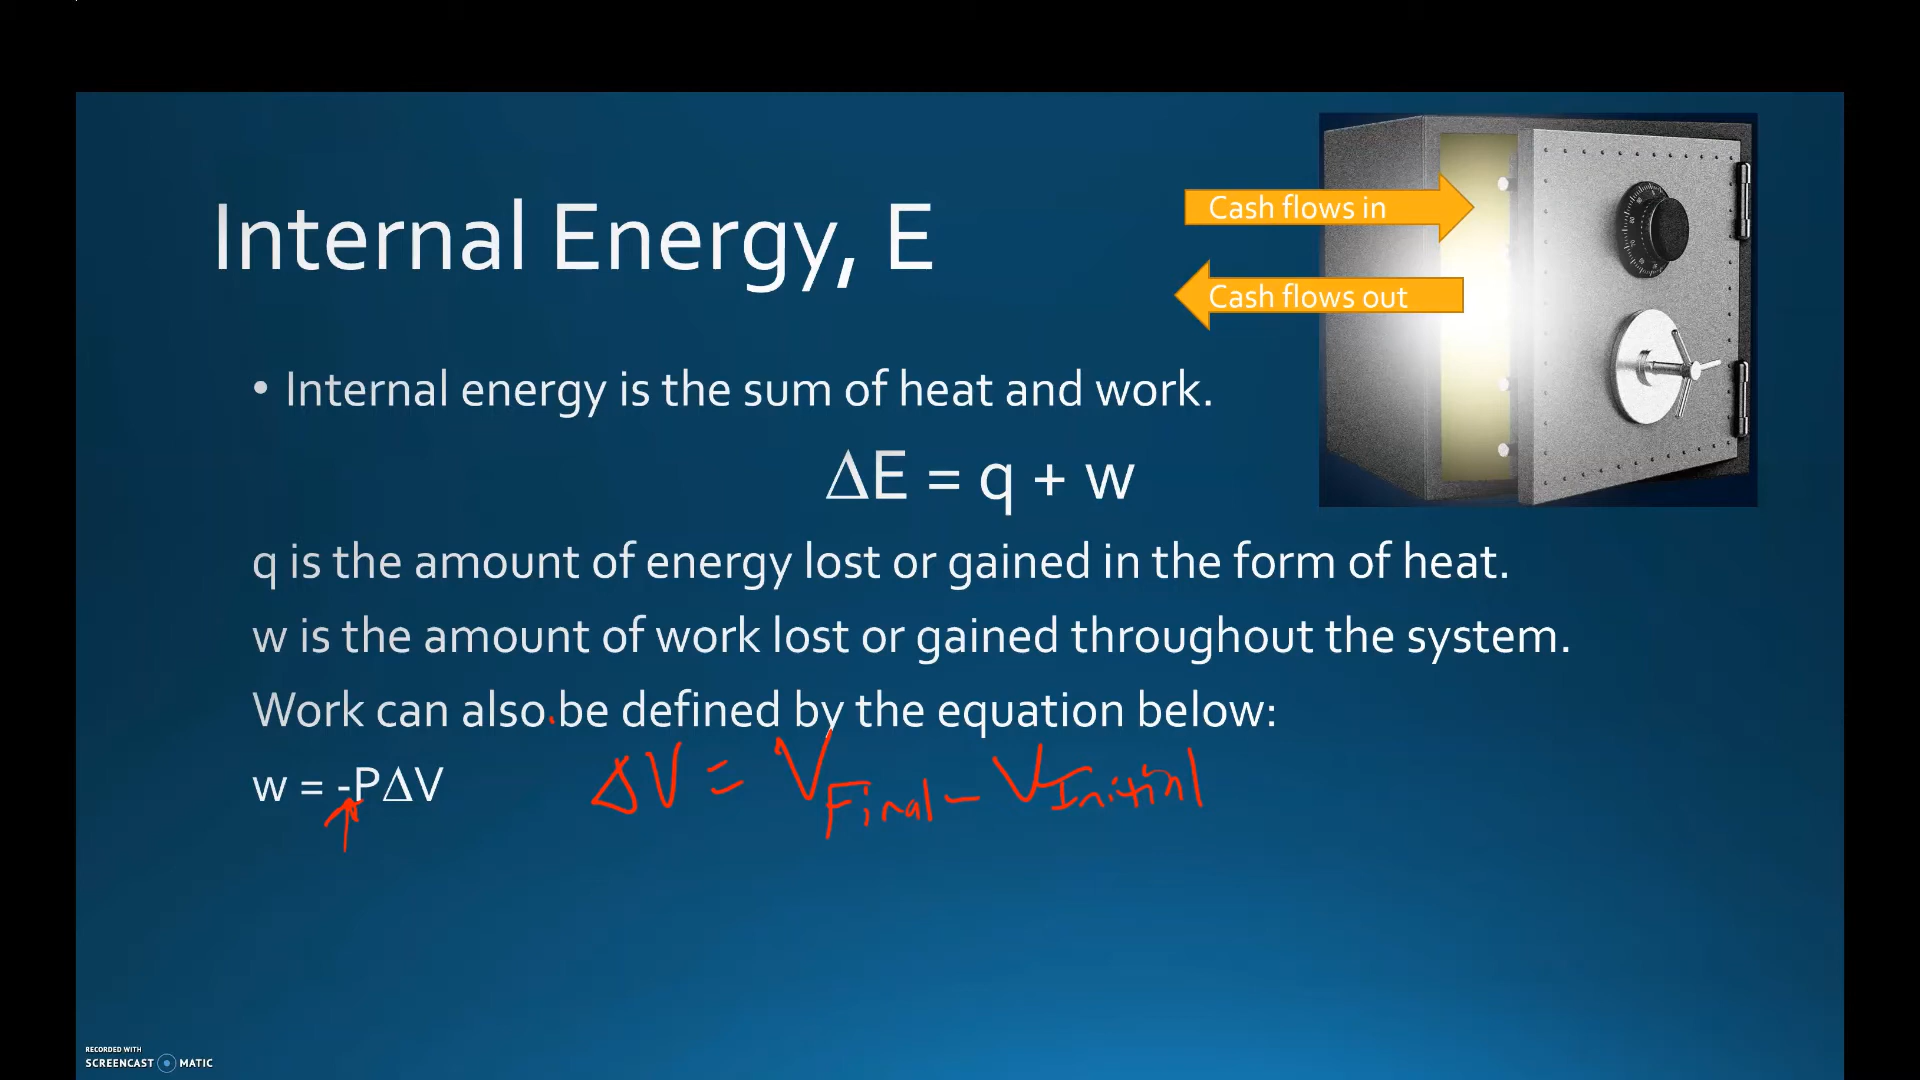 Internal Energy, E
Cash flows in
Cash flows out
• Internal energy is the sum of heat and work.
ΔE = q + w
q is the amount of energy lost or gained in the form of heat.
w is the amount of work lost or gained throughout the system.
Work can also be defined by the equation below:
w = -PΔV
ΔV = V Final - V Initial
RECORDED WITH
SCREENCAST MATIC